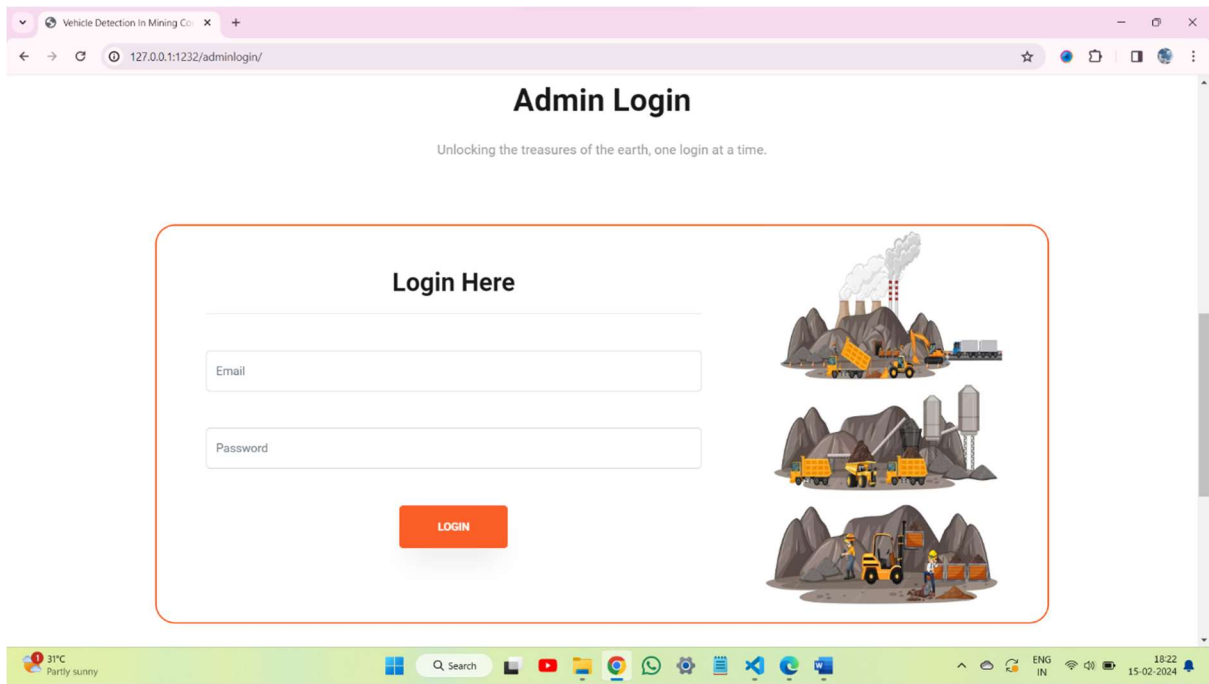 Vehicle Detection In Mining Co
127.0.0.1:1232/adminlogin/
Admin Login
Unlocking the treasures of the earth, one login at a time.
Login Here
Email
Password
LOGIN
1
31°C
Partly sunny
Search
ENG
IN
18:22
15-02-2024